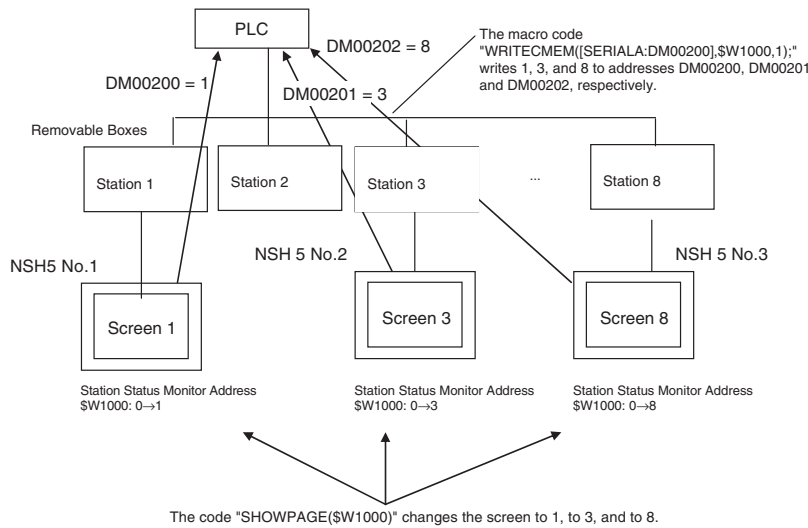 PLC
DM00202 = 8
The macro code
"WRITECMEM([SERIALA:DM00200],$W1000,1);"
writes 1, 3, and 8 to addresses DM00200, DM00201
and DM00202, respectively.
DM00200 = 1
DM00201 = 3
Removable Boxes
Station 1
Station 2
Station 3
...
Station 8
NSH5 No.1
NSH 5 No.2
NSH 5 No.3
Screen 1
Screen 3
Screen 8
Station Status Monitor Address
$W1000: 0→1
Station Status Monitor Address
$W1000: 0→3
Station Status Monitor Address
$W1000: 0→8
The code "SHOWPAGE($W1000)" changes the screen to 1, to 3, and to 8.